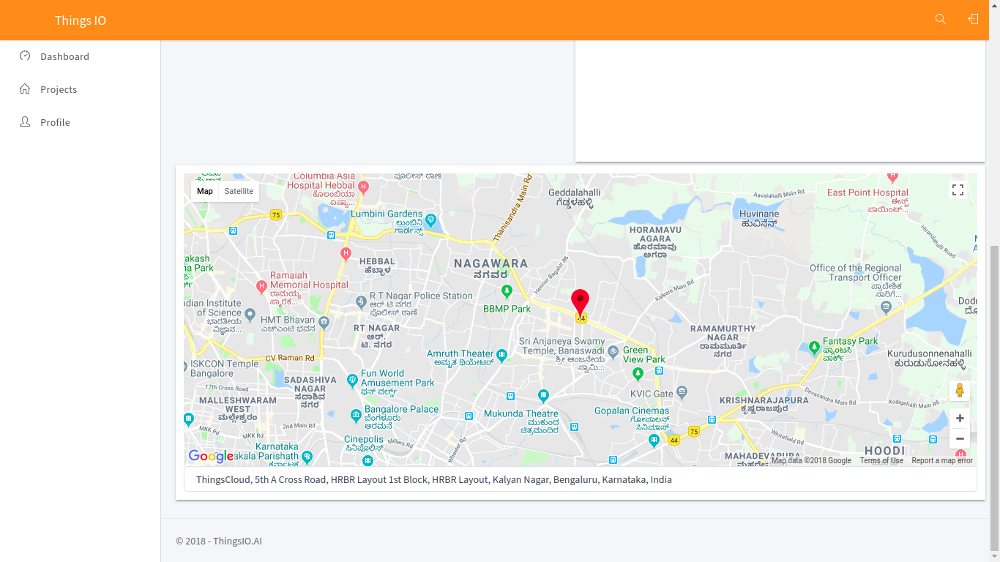 Things IO
Dashboard
Projects
Profile
Map
Satellite
Columbia Asia
Hospital Hebbal
ಕೊಲಂಬಿಯಾ
ಏಷ್ಯಾ...
ಪೊಲೀಸ್ ಠಾಣೆ
Geddalahalli
ಗೆಡ್ಡಳಹಳ್ಳಿ
Aavalahalli Main Rd
East Point Hospital
ಈಸ್ಟ್
ಪಾಯಿಂಟ್...
75
Lumbini Gardens
ಲುಂಬಿನಿ
ಗಾರ್ಡನ್ಸ್
Thanisandra Main Rd
Huvinane
ಹುವಿನೆನ್
HORAMAVU
AGARA
ಹೊರಮಾವು
ಅಗರಾ
Hirandahalli Road
HEBBAL
ಹೆಬ್ಬಾಳ
NAGAWARA
ನಗವರ
Hennur Bagalur Rd
akash
na Park
Office of the Regional
Transport Officer
ಪ್ರಾದೇಶಿಕ
ಸಾರಿಗೆ...
Ramaiah
Memorial Hospital
ರಾಮಯ್ಯ
ಸ್ಮಾರಕ...
Kalkere Main Rd
R T Nagar Police Station
ಆರ್ ಟಿ ನಗರ
ಪೊಲೀಸ್ ಠಾಣೆ
BBMP Park
44
dian Institute
of Science
ಭಾರತೀಯ
ವಿಜ್ಞಾನ...
HMT Bhavan
ಎಚ್ಎಂಟಿ ಭವನ
RT NAGAR
ಆರ್.
ಟಿ. ನಗರ
RAMAMURTHY
NAGAR
ರಾಮಮೂರ್ತಿ
ನಗರ
Sri Anjaneya Swamy
Temple, Banaswadi
ಶ್ರೀ ಆಂಜನೇಯ
ಸ್ವಾಮಿ...
Fantasy Park
ಫ್ಯಾಂಟಸಿ
ಪಾರ್ಕ್
Green
View Park
Kurudusonnenahalli
ಕುರುಡುಸೋನಹಳ್ಳಿ
Amruth Theater
ಅಮೃತ ಥಿಯೇಟರ್
CV Raman Rd
ISKCON Temple
Bangalore
Fun World
Amusement Park
ಫನ್ ವರ್ಲ್ಡ್
SADASHIVA
NAGAR
ಸದಾಶಿವ
ನಗರ
17th Cross Road
KVIC Gate
Devasandra Main Rd
Kodigehalli Main Rd
MALLESHWARAM
WEST
ಮಲ್ಲೇಶ್ವರಂ
KRISHNARAJAPURA
ಕೃಷ್ಣರಾಜಪುರ
Bangalore Palace
ಬೆಂಗಳೂರು
ಅರಮನೆ
Mukunda Theatre
ಮುಕುಂದ
ಚಿತ್ರಮಂದಿರ
Gopalan Cinemas
ಗೋಪಾಲನ್
ಸಿನಿಮಾಸ್
2nd Main Rd
MKK Rd
MKK Rd
75
44
Whitefield Rd
Cinepolis
ಸಿನಿಪೊಲಿಸ್
Millers Rd
Wheeler Rd
Karnataka
akala Parishath
ಕರ್ನಾಟಕ
HOODI
ಹೂಡಿ
MAHADEVAPURA
Google
Map data ©2018 Google
Terms of Use
Report a map error
ThingsCloud, 5th A Cross Road, HRBR Layout 1st Block, HRBR Layout, Kalyan Nagar, Bengaluru, Karnataka, India
© 2018 - ThingsIO.AI